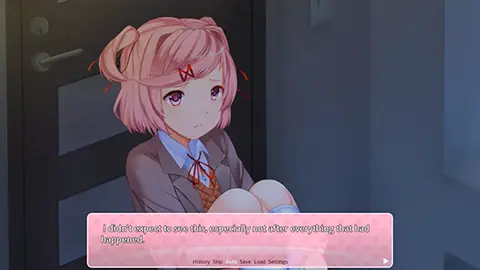 I didn't expect to see this, especially not after everything that had
happened.
History Skip Auto Save Load Settings